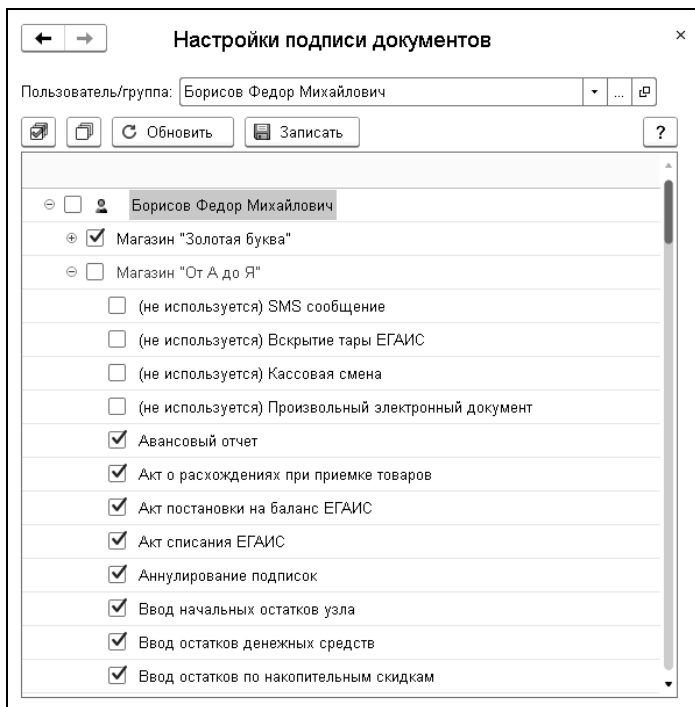 Настройки подписи документов
Пользователь/группа: Борисов Федор Михайлович ...
Обновить Записать ?
Борисов Федор Михайлович
Магазин "Золотая буква"
Магазин "От А до Я"
(не используется) SMS сообщение
(не используется) Вскрытие тары ЕГАИС
(не используется) Кассовая смена
(не используется) Произвольный электронный документ
Авансовый отчет
Акт о расхождениях при приемке товаров
Акт постановки на баланс ЕГАИС
Акт списания ЕГАИС
Аннулирование подписок
Ввод начальных остатков узла
Ввод остатков денежных средств
Ввод остатков по накопительным скидкам